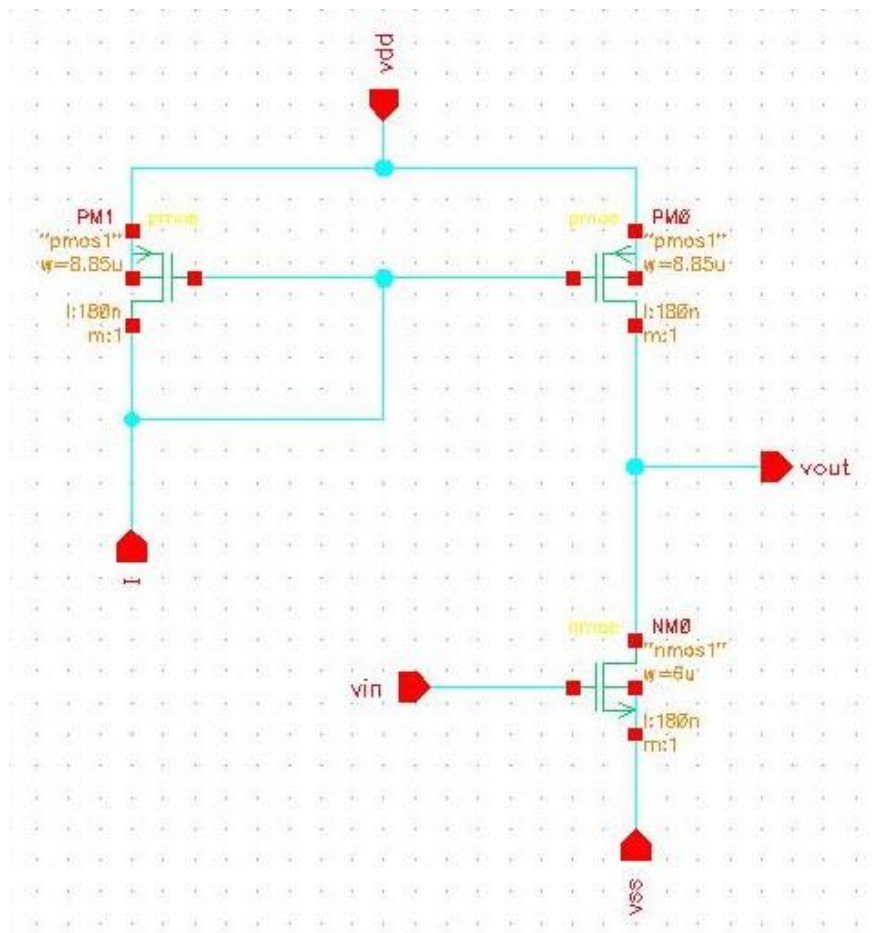 vdd
PM1
pmos
pmos
PM0
"pmos1"
"pmos1"
w=8.85u
w=8.85u
l:180n
l:180n
m:1
m:1
vout
I
nmos
NM0
"nmos1"
w=6u
vin
l:180n
m:1
vss